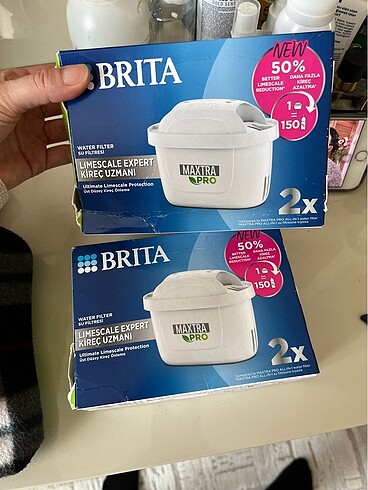 BRITA
NEW
50%
BETTER LIMESCALE REDUCTION*
DAHA FAZLA KİREÇ AZALTMA*
1 =
150
WATER FILTER
SU FİLTRESİ
LIMESCALE EXPERT
KİREÇ UZMANI
Ultimate Limescale Protection
Üst Düzey Kireç Önleme
MAXTRA
PRO
2x
BRITA
NEW
50%
BETTER LIMESCALE REDUCTION*
DAHA FAZLA KİREÇ AZALTMA*
1 =
150
WATER FILTER
SU FİLTRESİ
LIMESCALE EXPERT
KİREÇ UZMANI
Ultimate Limescale Protection
Üst Düzey Kireç Önleme
MAXTRA
PRO
2x